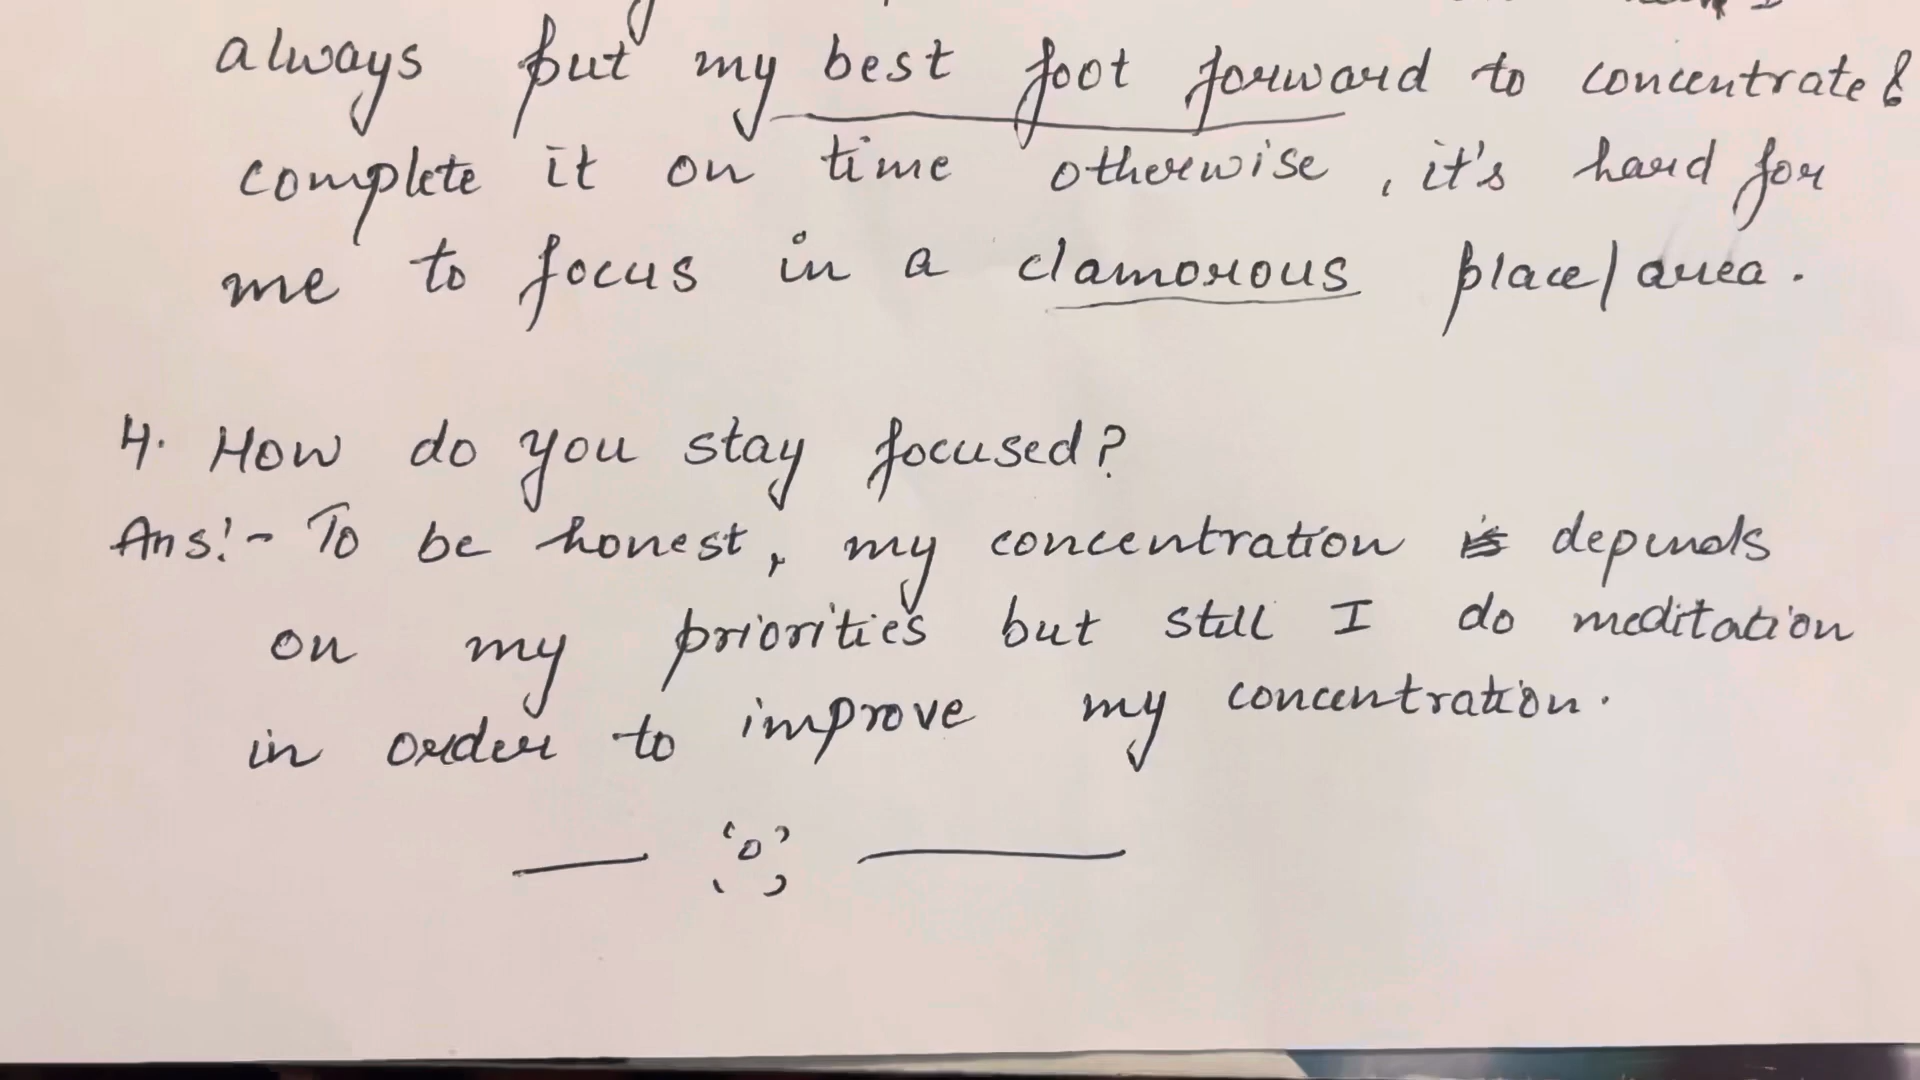 always put my best foot forward to concentrate &
complete it on time otherwise, it's hard for
me to focus in a clamorous place/area.
4. How do you stay focused?
Ans:- To be honest, my concentration depends
on my priorities but still I do meditation
in order to improve my concentration.